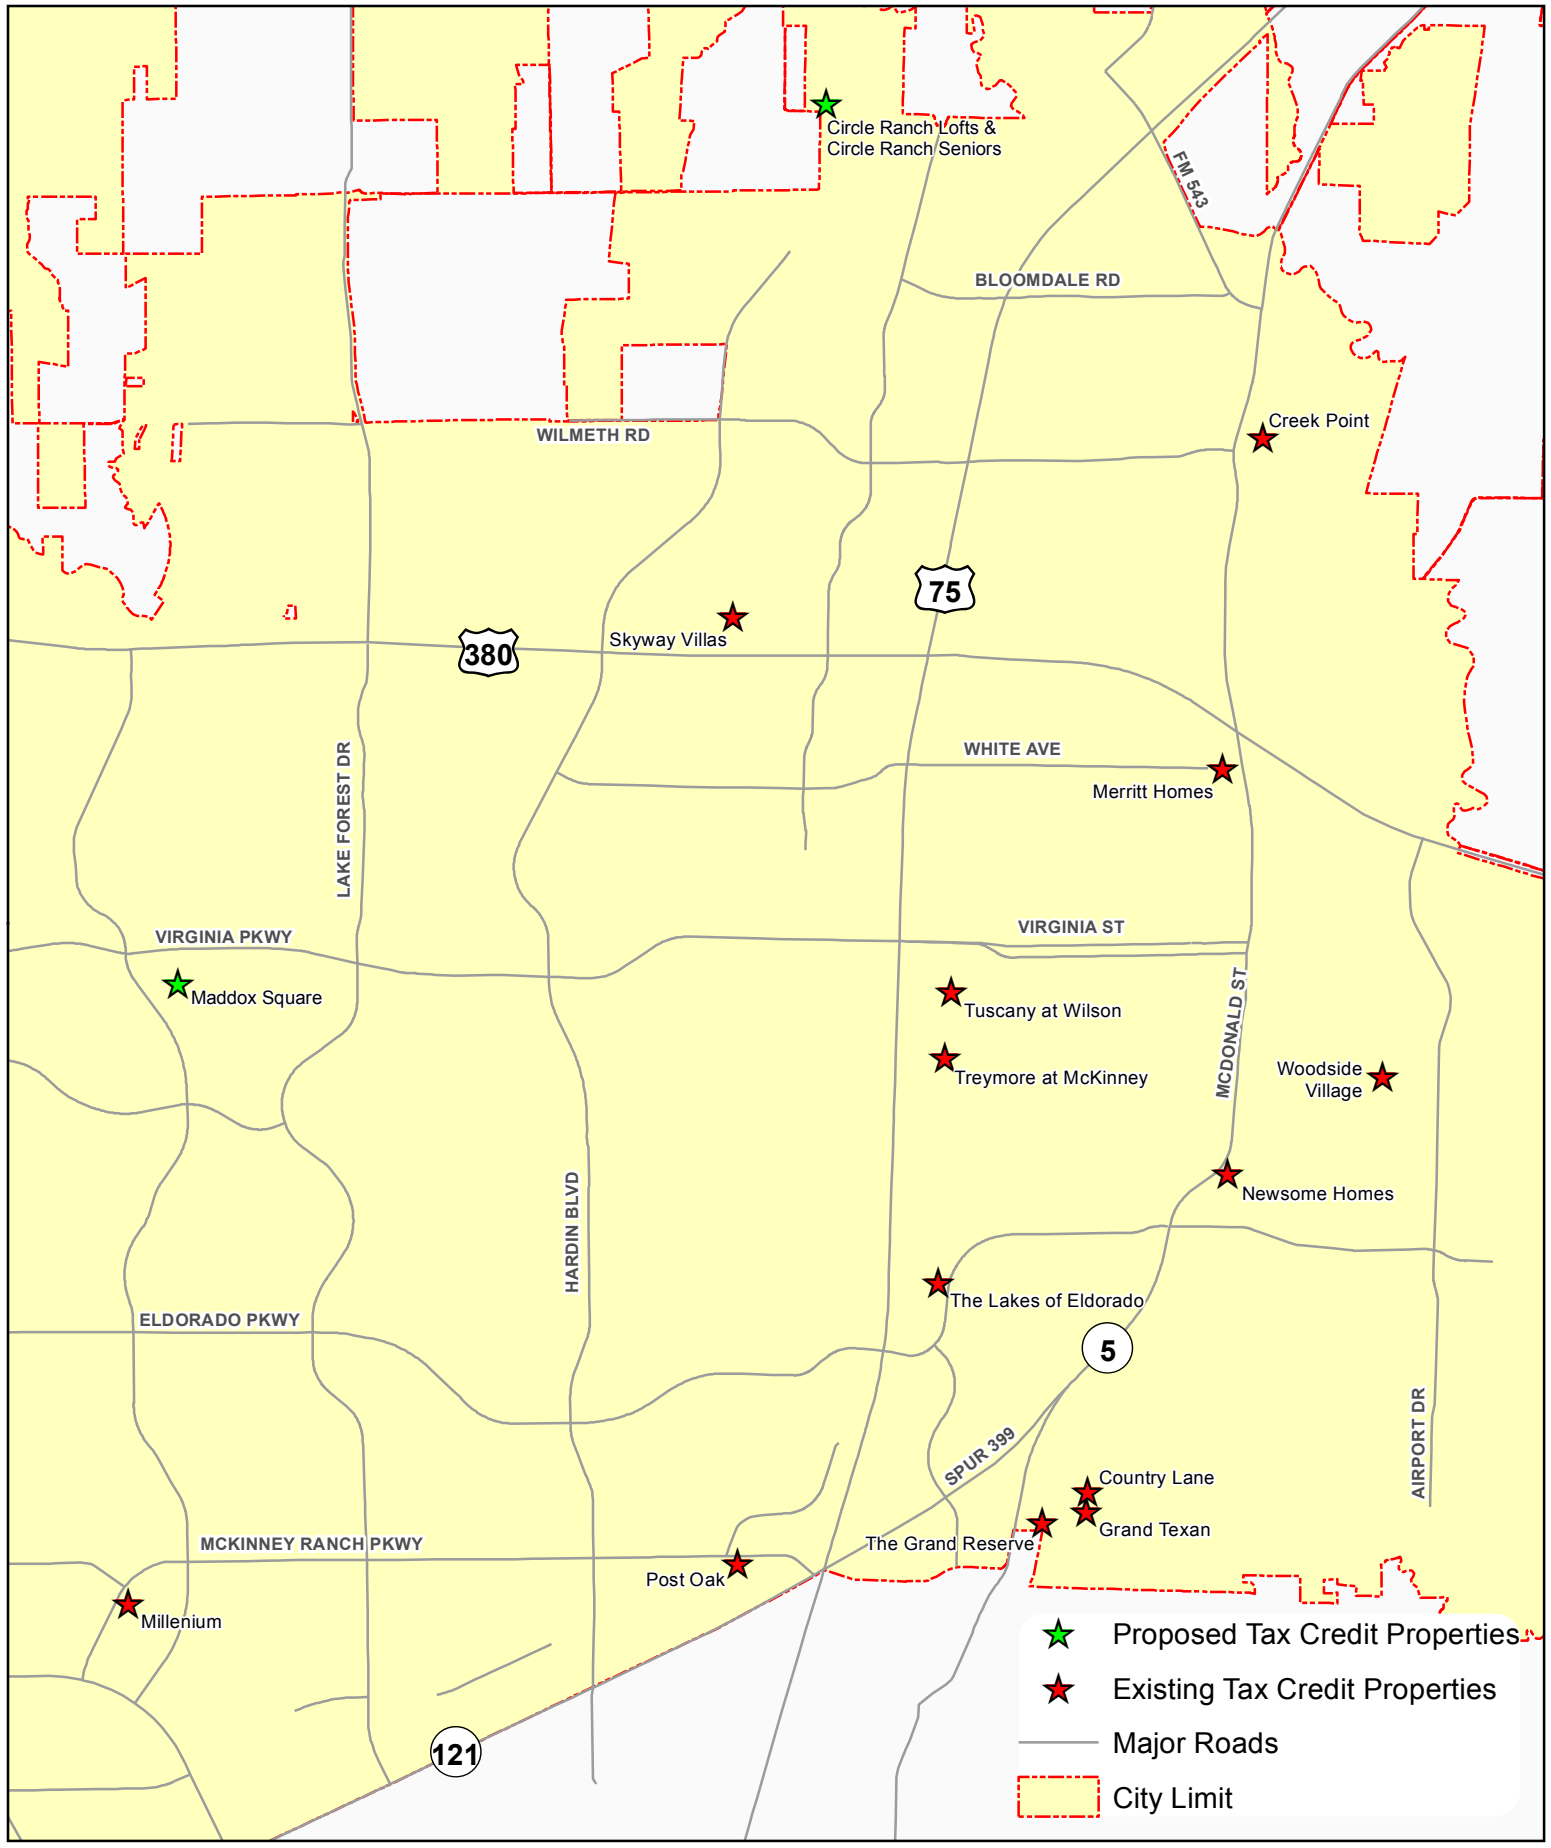 Circle Ranch Lofts &
Circle Ranch Seniors
FM 543
BLOOMDALE RD
Creek Point
WILMETH RD
75
Skyway Villas
380
WHITE AVE
Merritt Homes
LAKE FOREST DR
VIRGINIA PKWY
VIRGINIA ST
Maddox Square
Tuscany at Wilson
MCDONALD ST
Treymore at McKinney
Woodside
Village
Newsome Homes
HARDIN BLVD
The Lakes of Eldorado
ELDORADO PKWY
5
AIRPORT DR
SPUR 399
Country Lane
Grand Texan
The Grand Reserve
MCKINNEY RANCH PKWY
Post Oak
Millenium
121
Proposed Tax Credit Properties
Existing Tax Credit Properties
Major Roads
City Limit